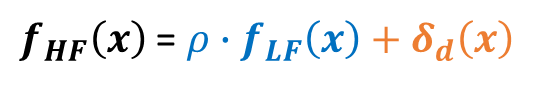 f_HF(x) = ρ · f_LF(x) + δ_d(x)